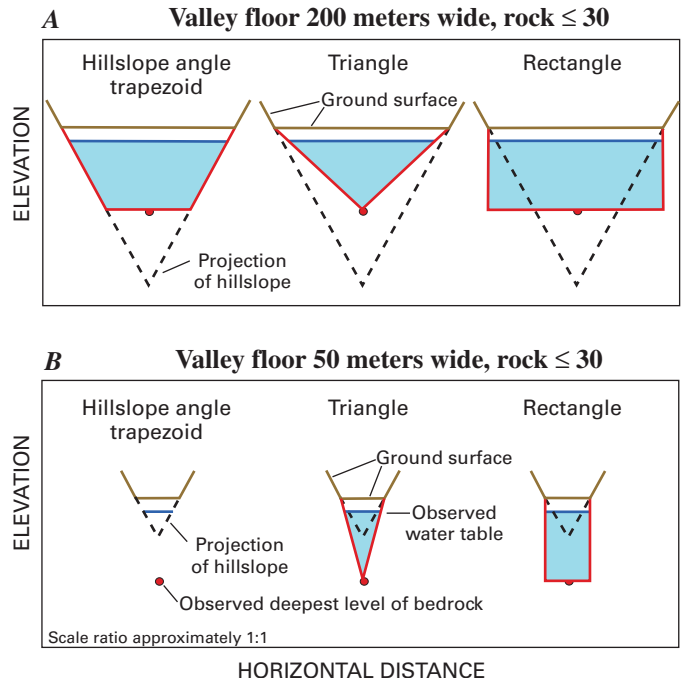 A Valley floor 200 meters wide, rock ≤ 30
Hillslope angle
trapezoid
Triangle
Rectangle
Ground surface
Projection
of hillslope
ELEVATION
B Valley floor 50 meters wide, rock ≤ 30
Hillslope angle
trapezoid
Triangle
Rectangle
Ground surface
Observed
water table
Projection
of hillslope
Observed deepest level of bedrock
Scale ratio approximately 1:1
ELEVATION
HORIZONTAL DISTANCE